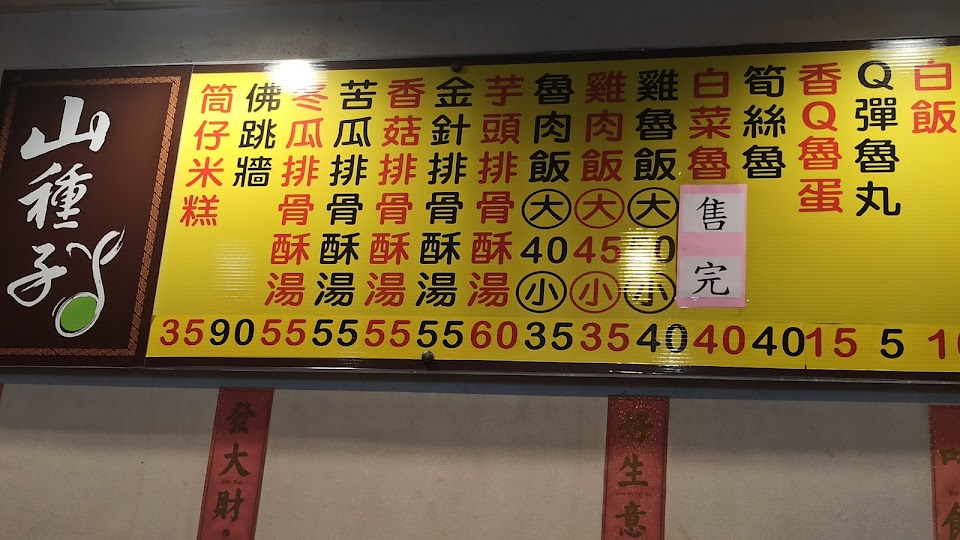 山種子
筒仔米糕
35
佛跳牆
90
冬瓜排骨酥湯
55
苦瓜排骨酥湯
55
香菇排骨酥湯
55
金針排骨酥湯
55
芋頭排骨酥湯
60
魯肉飯
大
40
小
35
雞肉飯
大
45
小
35
雞魯飯
大
0
小
40
白菜魯
售完
40
筍絲魯
40
香Q魯蛋
15
Q彈魯丸
5
白飯
發大財
好生意